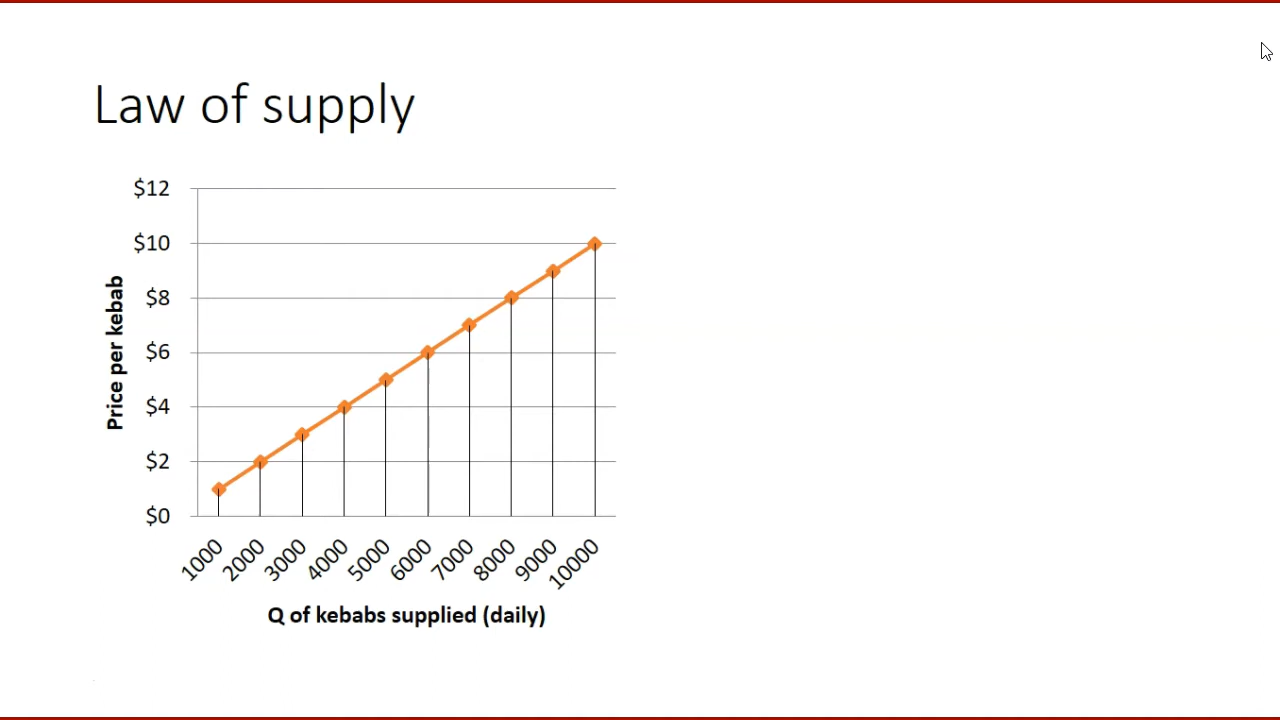 Law of supply
$12
$10
$8
$6
$4
$2
$0
Price per kebab
1000 2000 3000 4000 5000 6000 7000 8000 9000 10000
Q of kebabs supplied (daily)